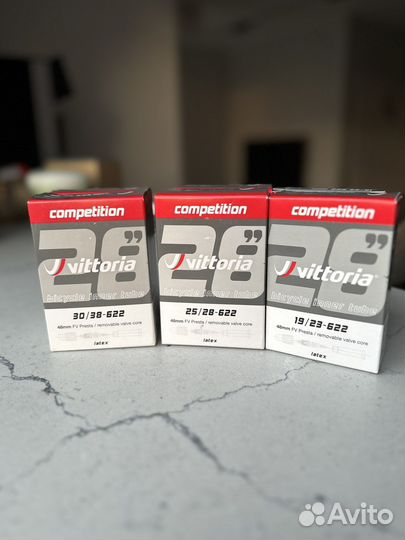 competition
28"
vittoria
bicycle inner tube
30/38-622
48mm FV Presta / removable valve core
latex
competition
28"
vittoria
bicycle inner tube
25/28-622
48mm FV Presta / removable valve core
latex
competition
28"
vittoria
bicycle inner tube
19/23-622
48mm FV Presta / removable valve core
latex
Avito